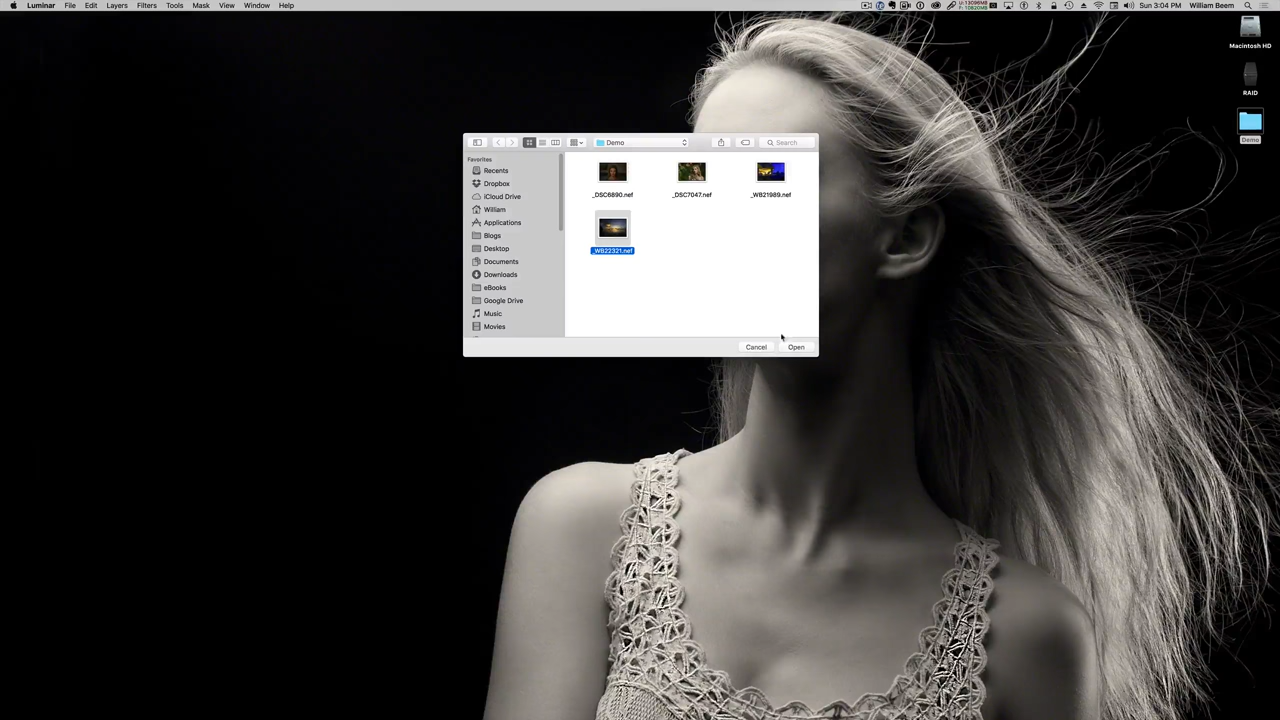 Luminar File Edit Layers Filters Tools Mask View Window Help
U:13096MB
F:10820MB
Sun 3:04 PM William Beem
Macintosh HD
RAID
Demo
Demo
Search
Favorites
Recents
Dropbox
iCloud Drive
William
Applications
Blogs
Desktop
Documents
Downloads
eBooks
Google Drive
Music
Movies
_DSC6890.nef
_DSC7047.nef
_WB21989.nef
_WB22321.nef
Cancel
Open